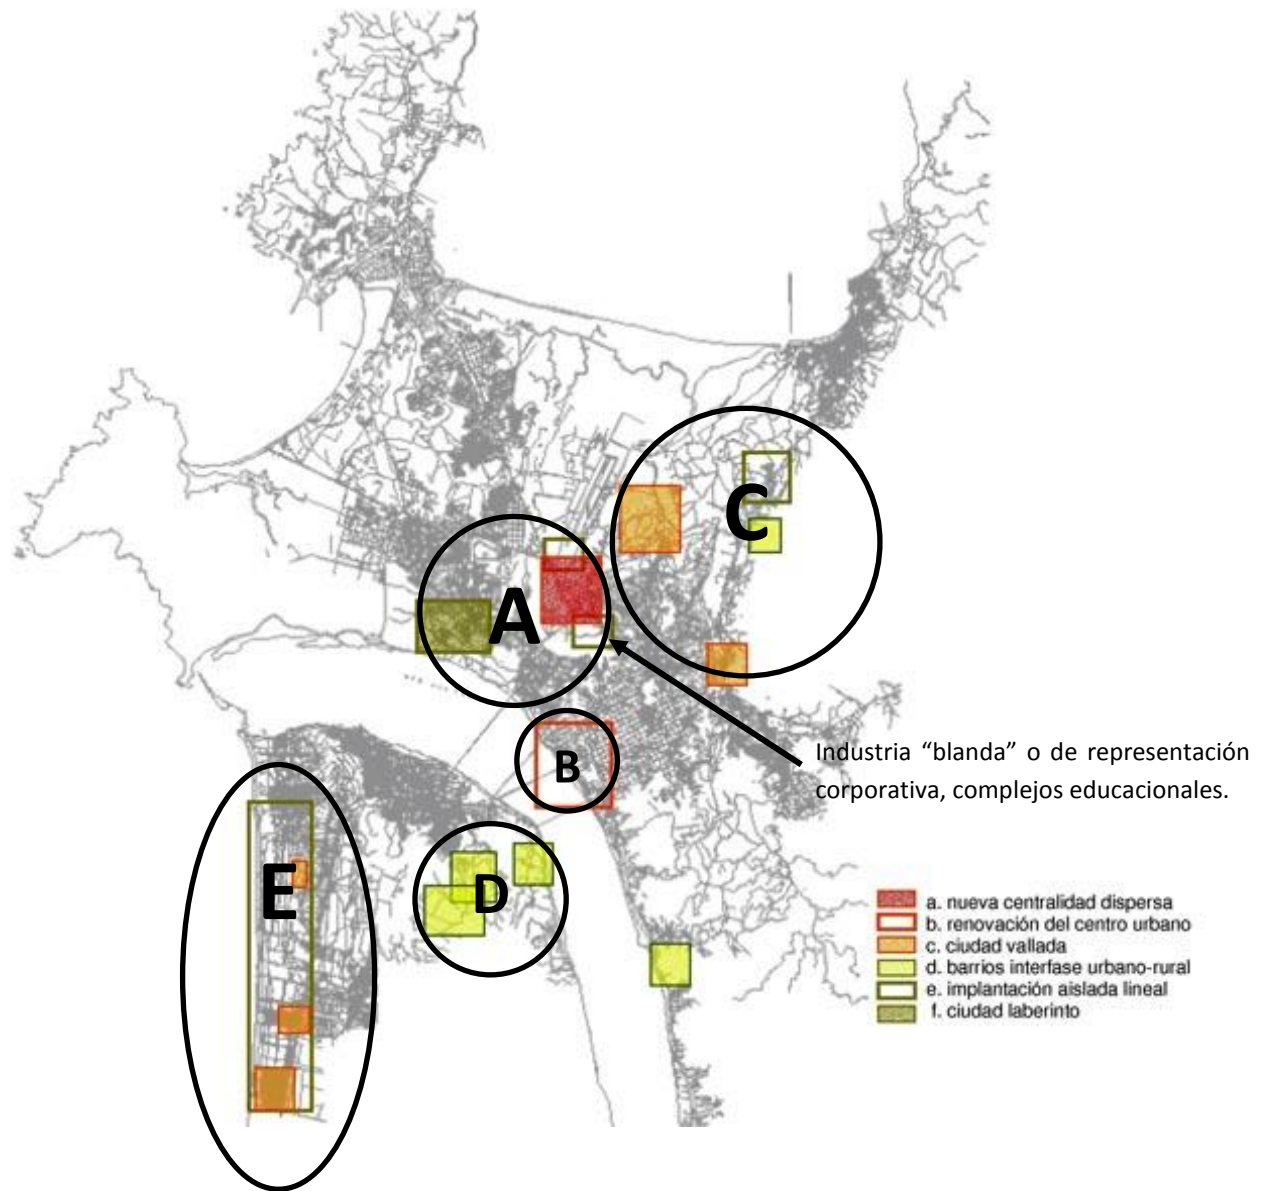 C
A
B
Industria “blanda” o de representación
corporativa, complejos educacionales.
E
D
a. nueva centralidad dispersa
b. renovación del centro urbano
c. ciudad vallada
d. barrios interfase urbano-rural
e. implantación aislada lineal
f. ciudad laberinto